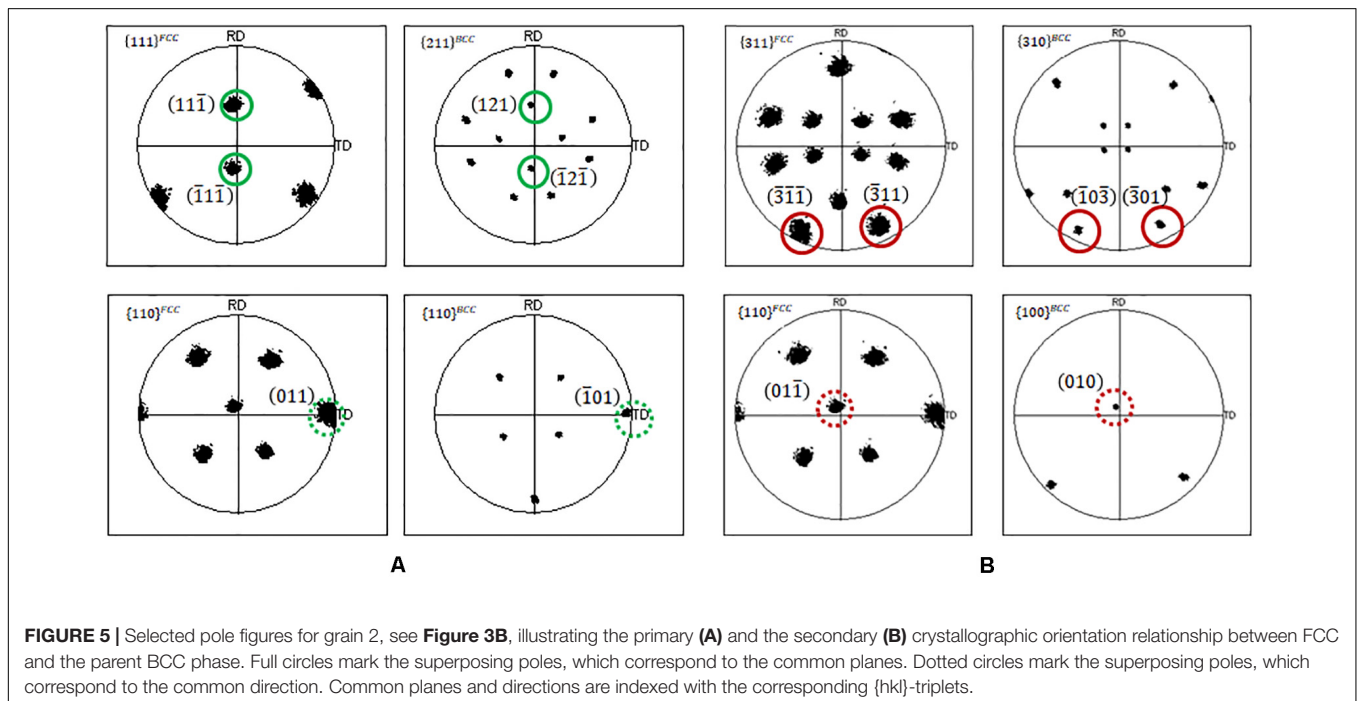 {111}ᶠᶜᶜ RD {211}ᴮᶜᶜ RD {311}ᶠᶜᶜ RD {310}ᴮᶜᶜ RD
(111̄) (121)
TD TD TD TD
(1̄11̄) (1̄21̄) (3̄1̄1̄) (3̄11) (1̄03̄) (3̄01)
{110}ᶠᶜᶜ RD {110}ᴮᶜᶜ RD {110}ᶠᶜᶜ RD {100}ᴮᶜᶜ RD
(011) (1̄01) (011̄) (010)
TD TD TD TD
A B
FIGURE 5 | Selected pole figures for grain 2, see Figure 3B, illustrating the primary (A) and the secondary (B) crystallographic orientation relationship between FCC
and the parent BCC phase. Full circles mark the superposing poles, which correspond to the common planes. Dotted circles mark the superposing poles, which
correspond to the common direction. Common planes and directions are indexed with the corresponding {hkl}-triplets.